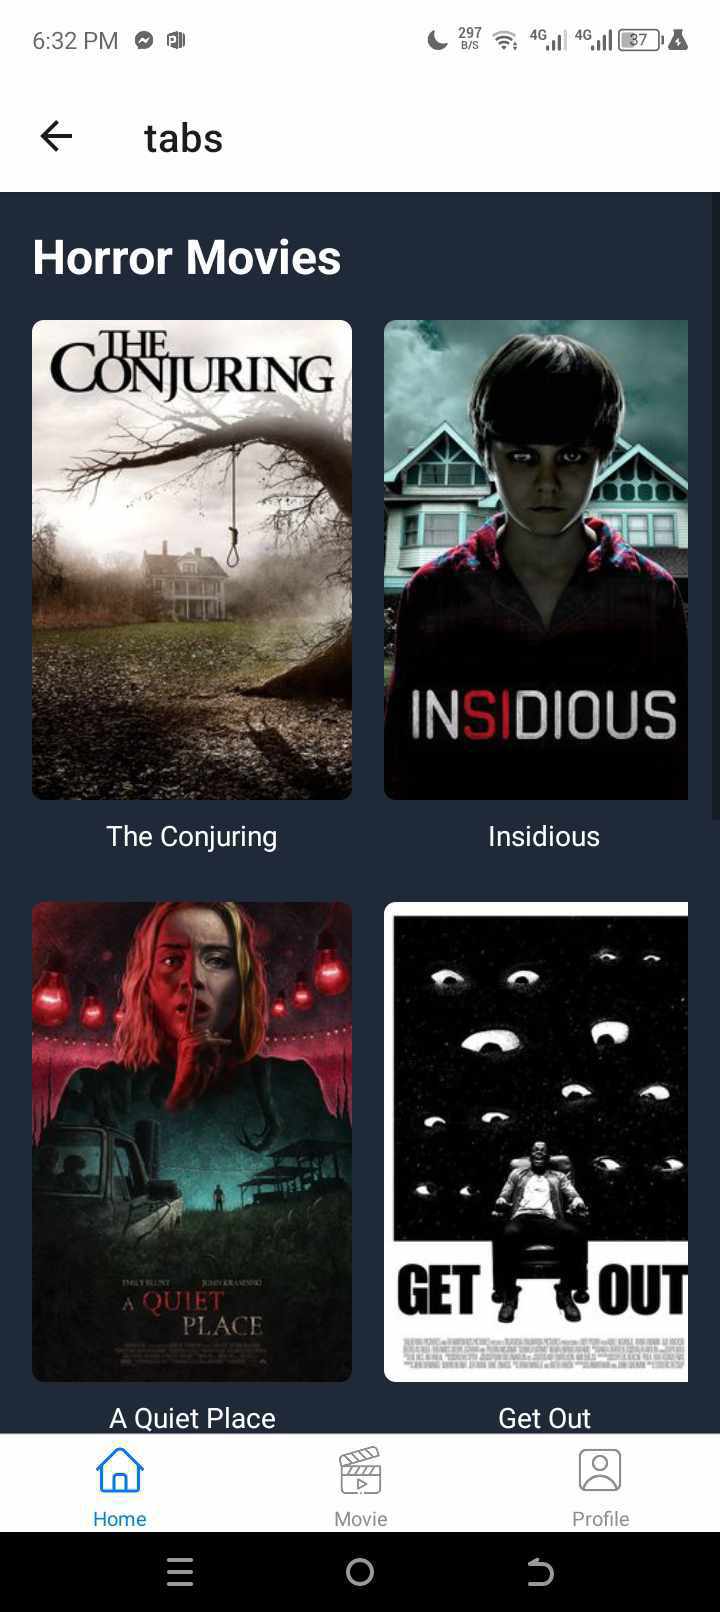 6:32 PM
297
B/S
4G
4G
37
tabs
Horror Movies
THE
CONJURING
INSIDIOUS
The Conjuring
Insidious
EMILY BLUNT JOHN KRASINSKI
A QUIET
PLACE
GET OUT
A Quiet Place
Get Out
Home
Movie
Profile